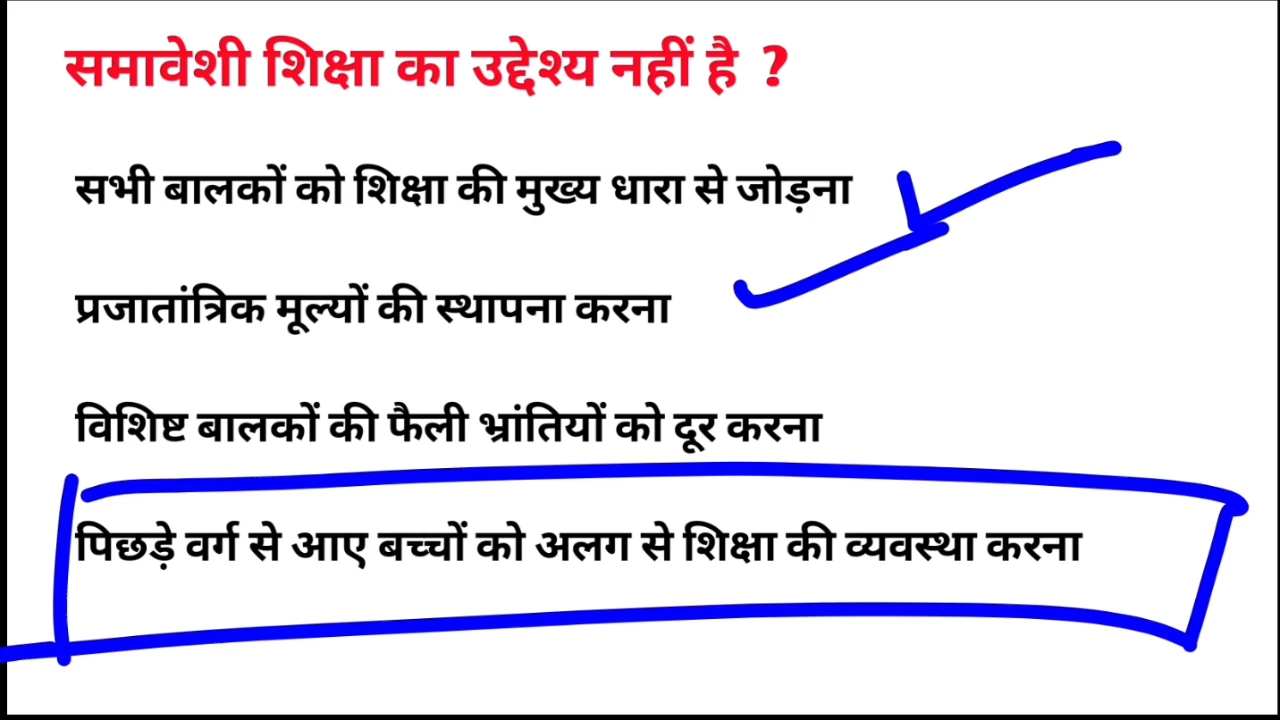 समावेशी शिक्षा का उद्देश्य नहीं है ?
सभी बालकों को शिक्षा की मुख्य धारा से जोड़ना
प्रजातांत्रिक मूल्यों की स्थापना करना
विशिष्ट बालकों की फैली भ्रांतियों को दूर करना
पिछड़े वर्ग से आए बच्चों को अलग से शिक्षा की व्यवस्था करना